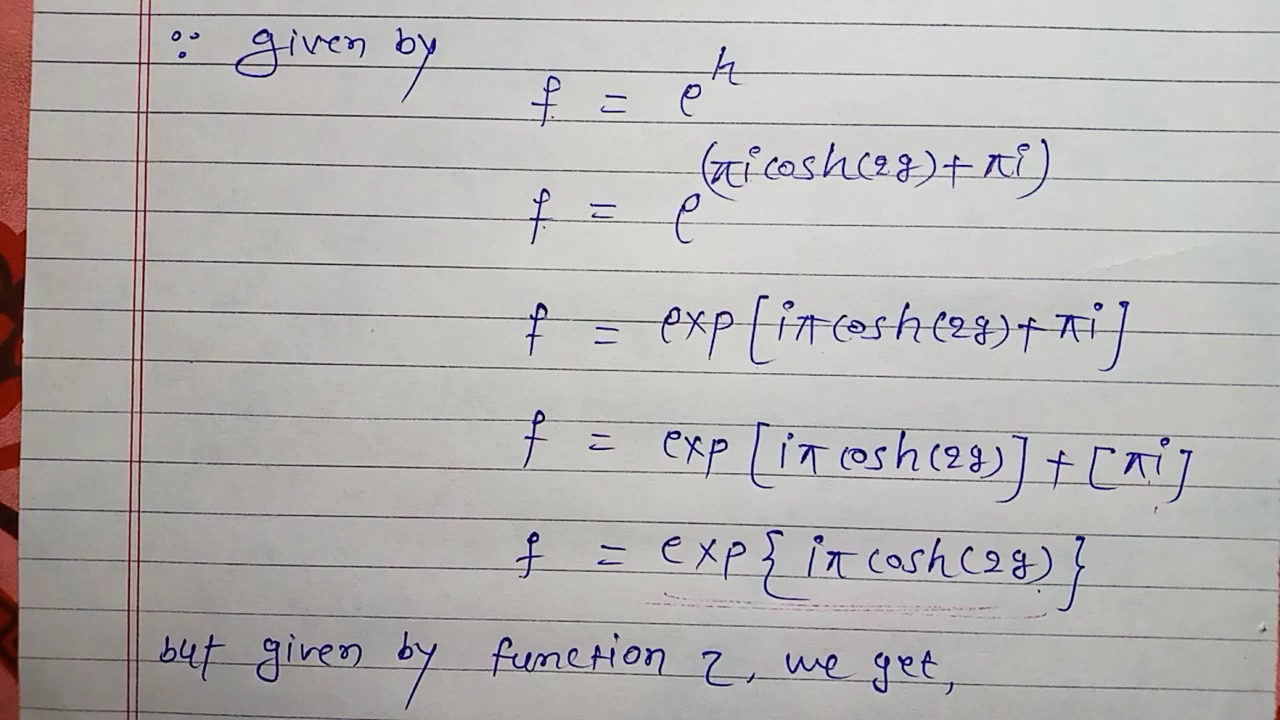 ∵ given by
f = e^h
f = e^(πi cosh(2g) + πi)
f = exp[iπ cosh(2g) + πi]
f = exp [iπ cosh(2g)] + [πi]
f = exp{iπ cosh(2g)}
but given by function z, we get,